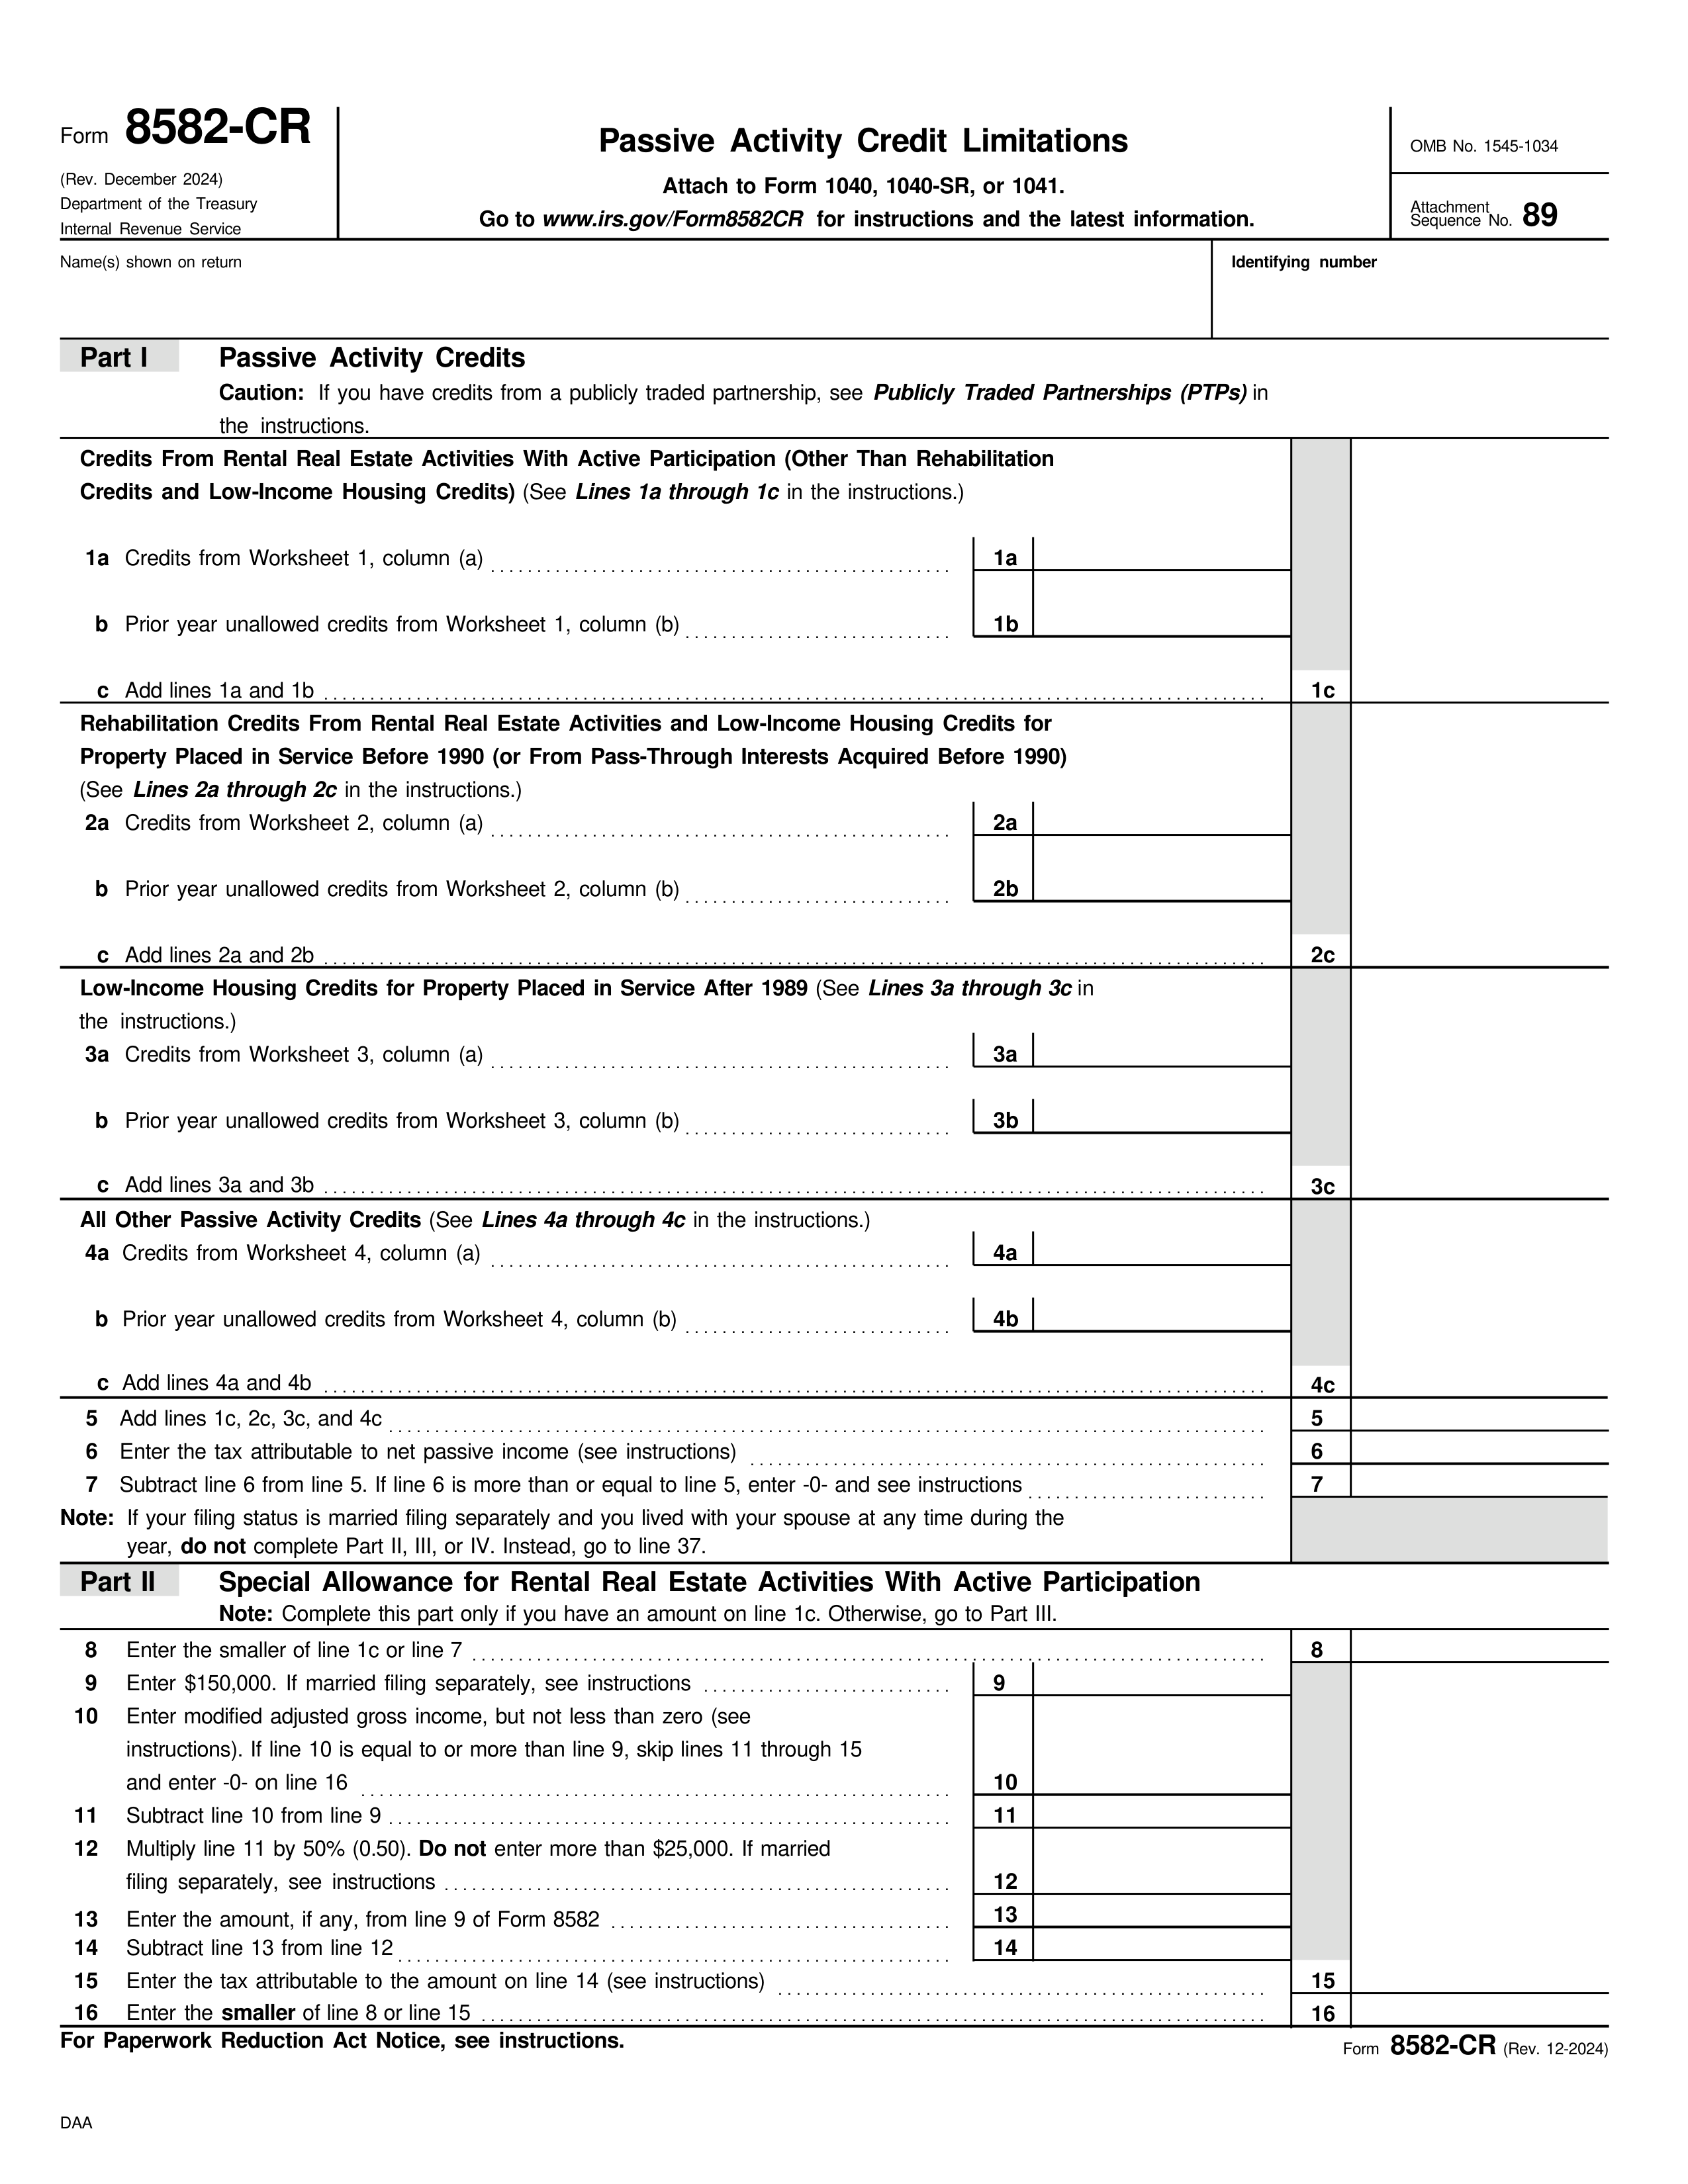 Form 8582-CR
(Rev. December 2024)
Department of the Treasury
Internal Revenue Service
Passive Activity Credit Limitations
Attach to Form 1040, 1040-SR, or 1041.
Go to www.irs.gov/Form8582CR for instructions and the latest information.
OMB No. 1545-1034
Attachment
Sequence No. 89
Name(s) shown on return
Identifying number
Part I Passive Activity Credits
Caution: If you have credits from a publicly traded partnership, see Publicly Traded Partnerships (PTPs) in
the instructions.
Credits From Rental Real Estate Activities With Active Participation (Other Than Rehabilitation
Credits and Low-Income Housing Credits) (See Lines 1a through 1c in the instructions.)
1a Credits from Worksheet 1, column (a) 1a
b Prior year unallowed credits from Worksheet 1, column (b) 1b
c Add lines 1a and 1b 1c
Rehabilitation Credits From Rental Real Estate Activities and Low-Income Housing Credits for
Property Placed in Service Before 1990 (or From Pass-Through Interests Acquired Before 1990)
(See Lines 2a through 2c in the instructions.)
2a Credits from Worksheet 2, column (a) 2a
b Prior year unallowed credits from Worksheet 2, column (b) 2b
c Add lines 2a and 2b 2c
Low-Income Housing Credits for Property Placed in Service After 1989 (See Lines 3a through 3c in
the instructions.)
3a Credits from Worksheet 3, column (a) 3a
b Prior year unallowed credits from Worksheet 3, column (b) 3b
c Add lines 3a and 3b 3c
All Other Passive Activity Credits (See Lines 4a through 4c in the instructions.)
4a Credits from Worksheet 4, column (a) 4a
b Prior year unallowed credits from Worksheet 4, column (b) 4b
c Add lines 4a and 4b 4c
5 Add lines 1c, 2c, 3c, and 4c 5
6 Enter the tax attributable to net passive income (see instructions) 6
7 Subtract line 6 from line 5. If line 6 is more than or equal to line 5, enter -0- and see instructions 7
Note: If your filing status is married filing separately and you lived with your spouse at any time during the
year, do not complete Part II, III, or IV. Instead, go to line 37.
Part II Special Allowance for Rental Real Estate Activities With Active Participation
Note: Complete this part only if you have an amount on line 1c. Otherwise, go to Part III.
8 Enter the smaller of line 1c or line 7 8
9 Enter $150,000. If married filing separately, see instructions 9
10 Enter modified adjusted gross income, but not less than zero (see
instructions). If line 10 is equal to or more than line 9, skip lines 11 through 15
and enter -0- on line 16 10
11 Subtract line 10 from line 9 11
12 Multiply line 11 by 50% (0.50). Do not enter more than $25,000. If married
filing separately, see instructions 12
13 Enter the amount, if any, from line 9 of Form 8582 13
14 Subtract line 13 from line 12 14
15 Enter the tax attributable to the amount on line 14 (see instructions) 15
16 Enter the smaller of line 8 or line 15 16
For Paperwork Reduction Act Notice, see instructions.
Form 8582-CR (Rev. 12-2024)
DAA